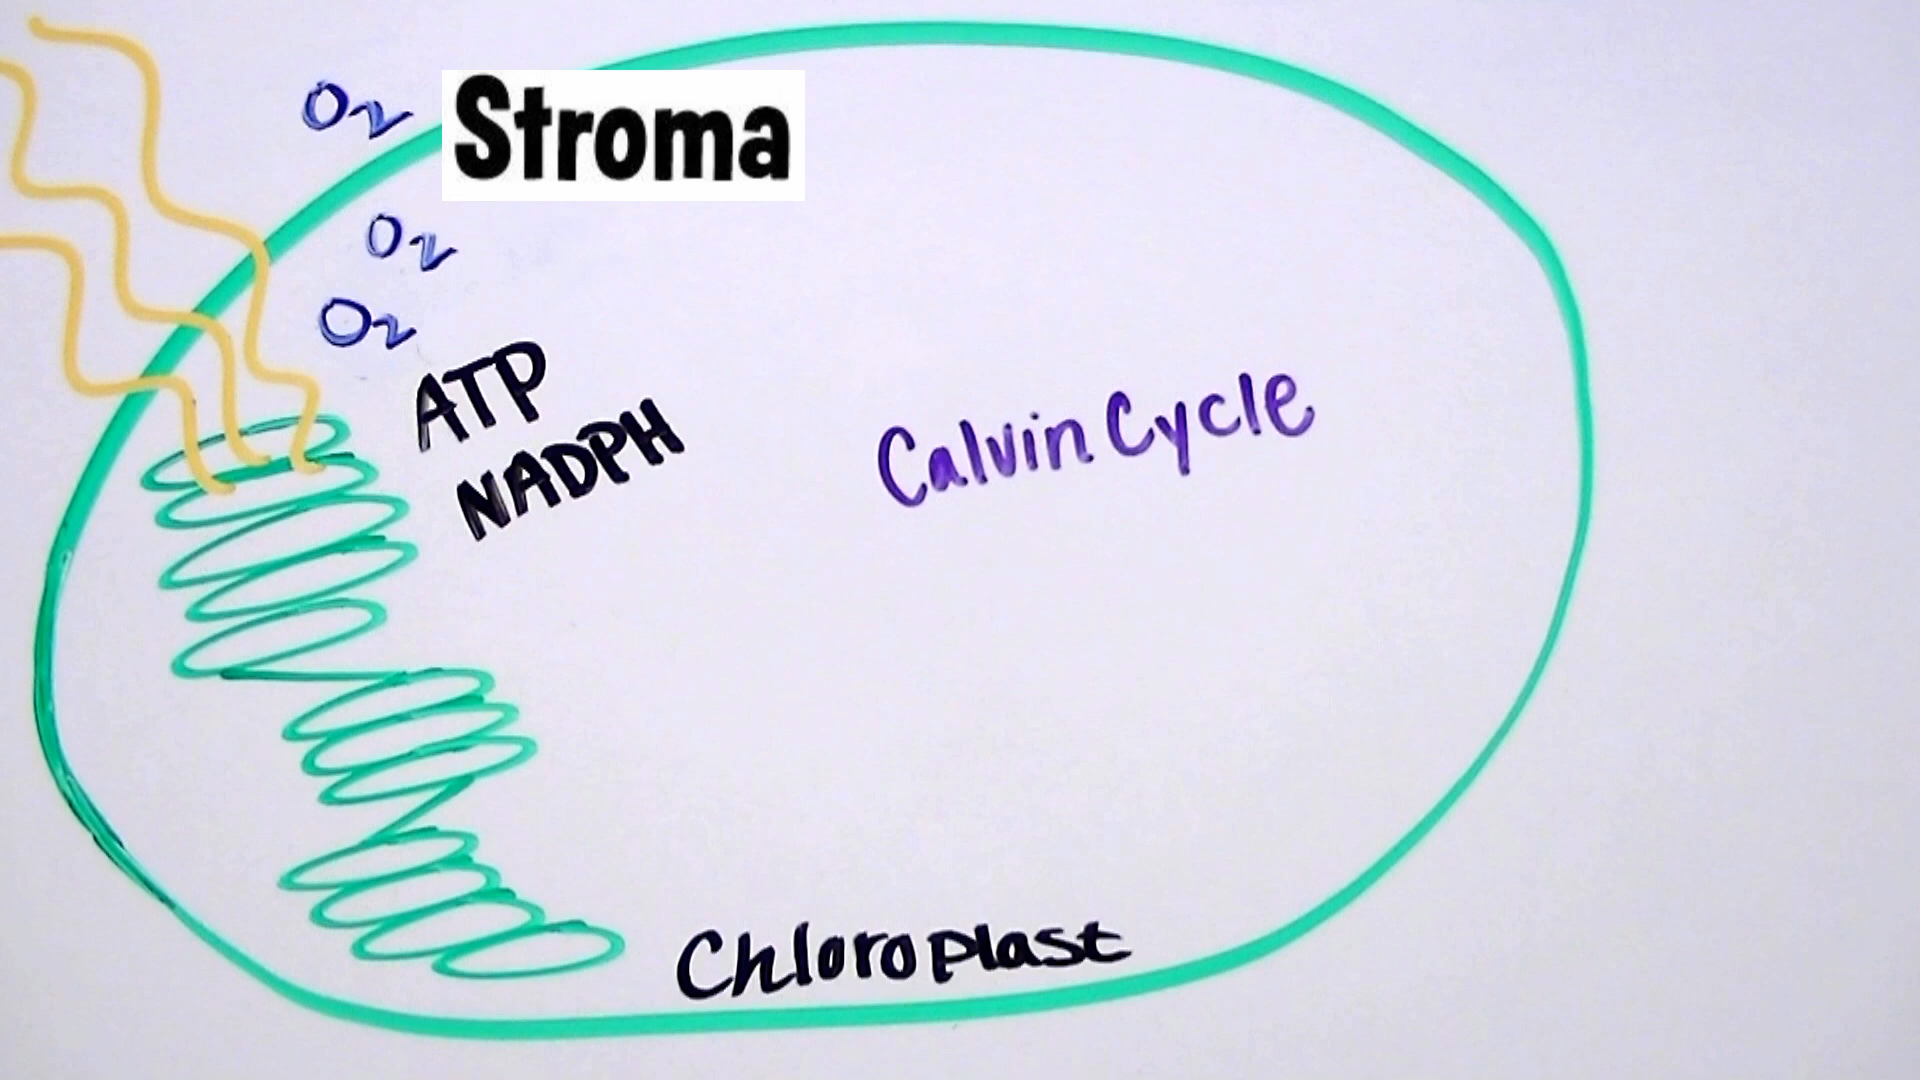 O2
Stroma
O2
O2
ATP
NADPH
Calvin Cycle
Chloroplast